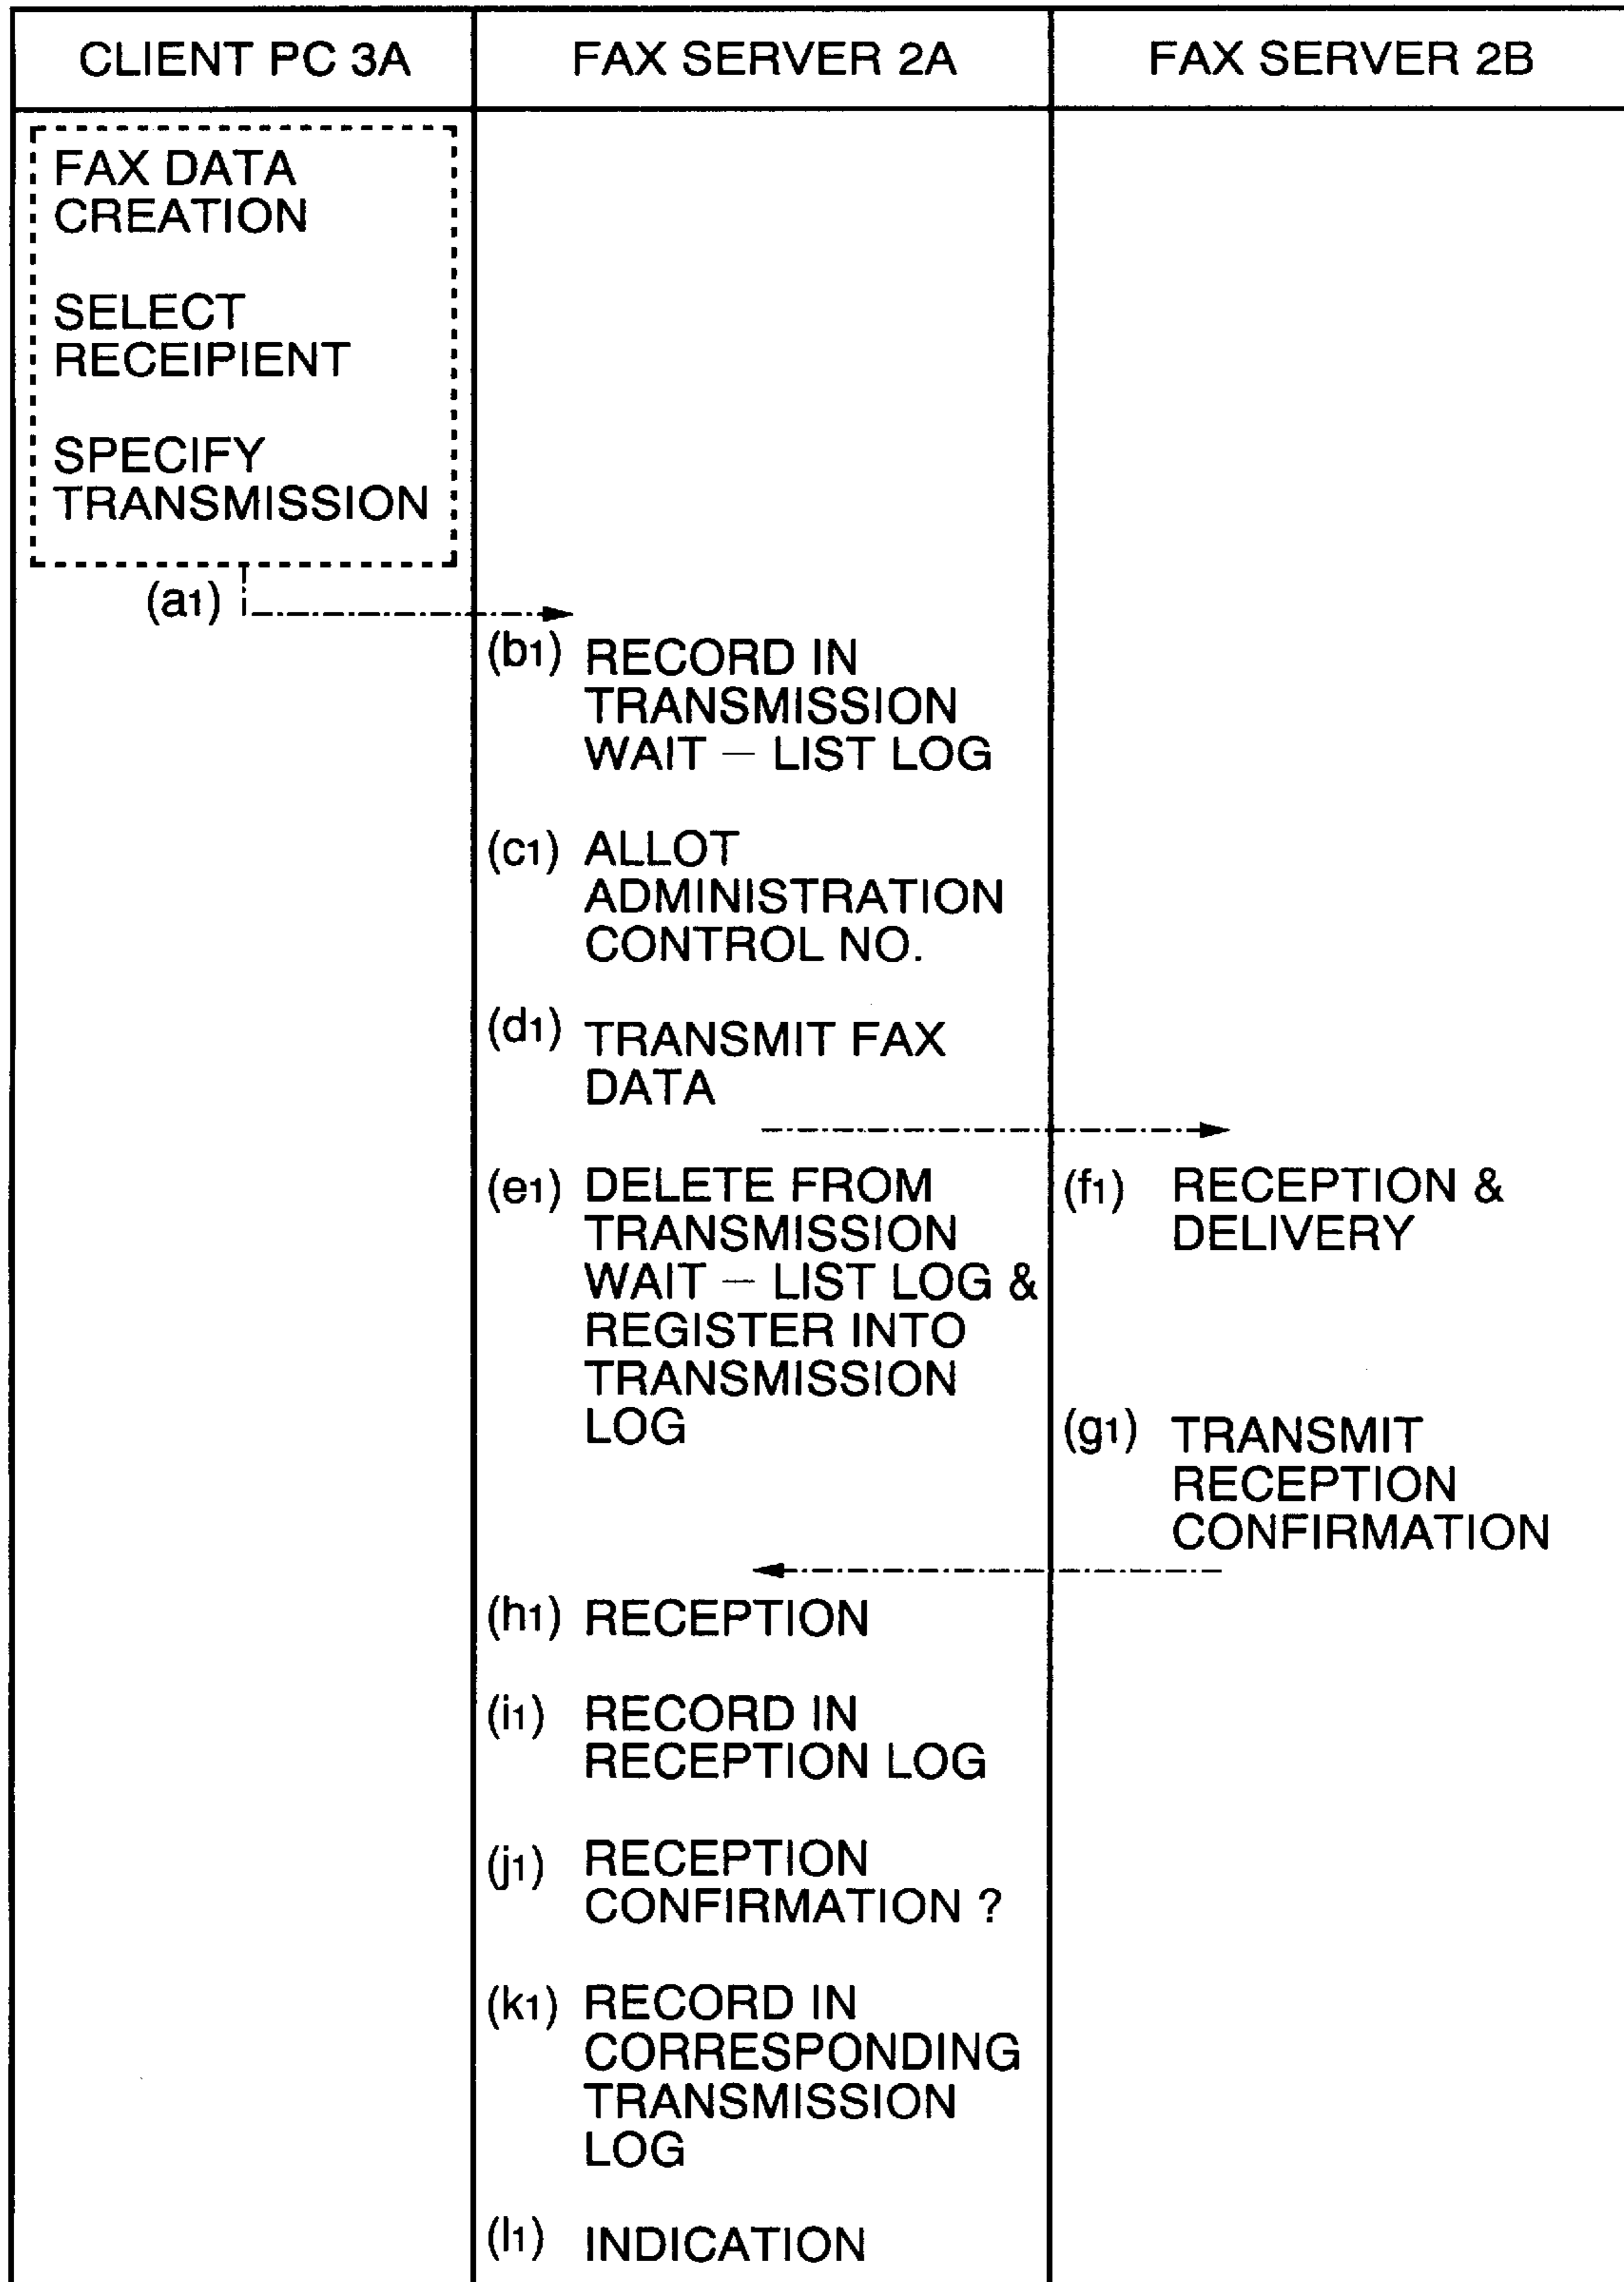 CLIENT PC 3A
FAX SERVER 2A
FAX SERVER 2B
FAX DATA
CREATION
SELECT
RECEIPIENT
SPECIFY
TRANSMISSION
(a1)
(b1) RECORD IN
TRANSMISSION
WAIT — LIST LOG
(c1) ALLOT
ADMINISTRATION
CONTROL NO.
(d1) TRANSMIT FAX
DATA
(e1) DELETE FROM
TRANSMISSION
WAIT — LIST LOG &
REGISTER INTO
TRANSMISSION
LOG
(f1) RECEPTION &
DELIVERY
(g1) TRANSMIT
RECEPTION
CONFIRMATION
(h1) RECEPTION
(i1) RECORD IN
RECEPTION LOG
(j1) RECEPTION
CONFIRMATION ?
(k1) RECORD IN
CORRESPONDING
TRANSMISSION
LOG
(l1) INDICATION